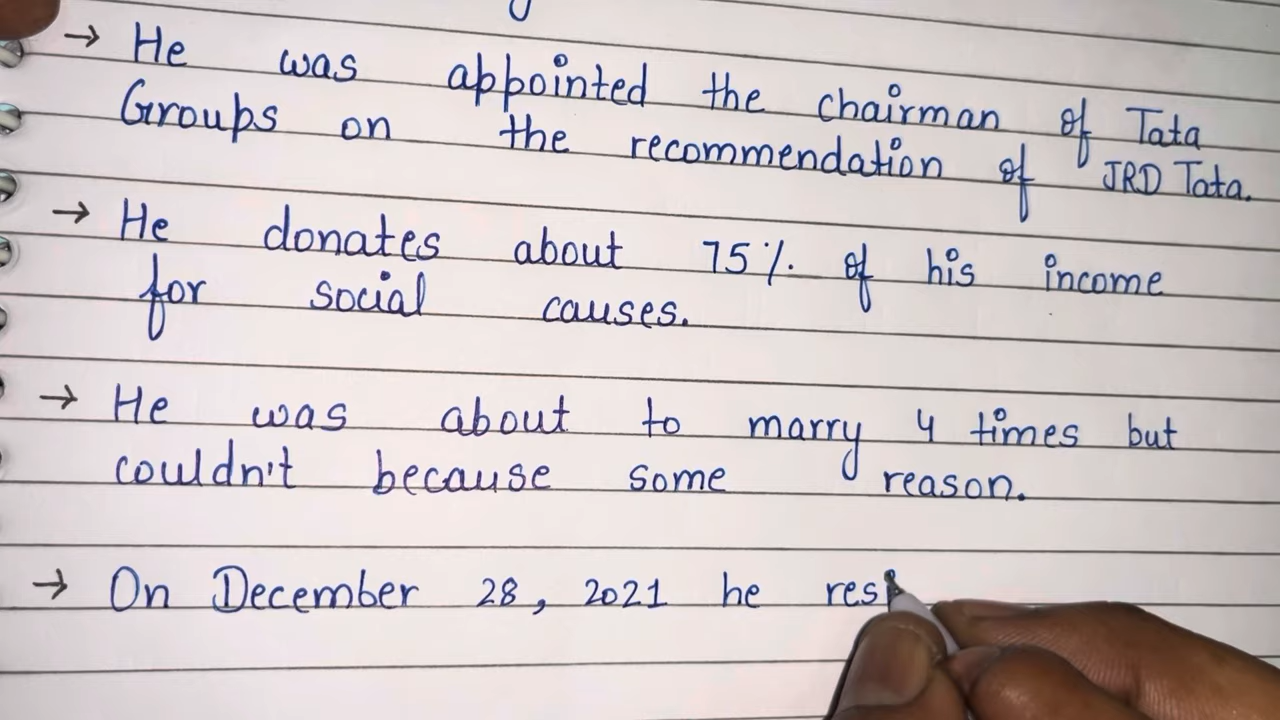 → He was appointed the chairman of Tata
Groups on the recommendation of JRD Tata.
→ He donates about 75% of his income
for social causes.
→ He was about to marry 4 times but
couldn't because some reason.
→ On December 28, 2021 he res